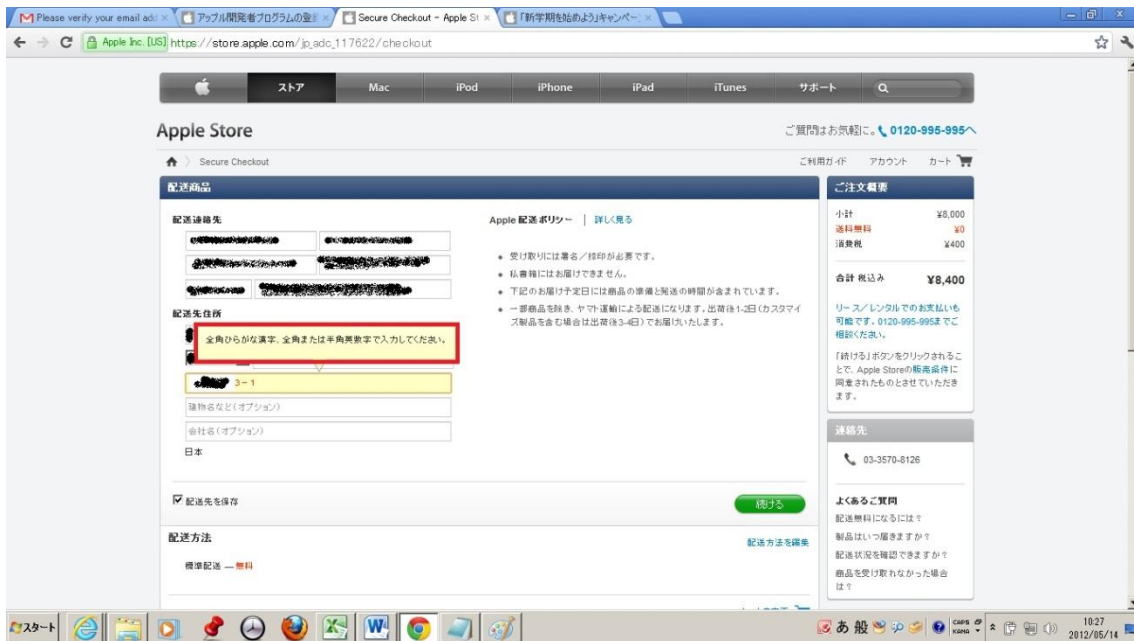 Please verify your email add
アップル開発者プログラムの登
Secure Checkout - Apple St
「新学期を始めよう」キャンペー
Apple Inc. [US]
https://store.apple.com/jp_adc_117622/checkout
ストア
Mac
iPod
iPhone
iPad
iTunes
サポート
Apple Store
ご質問はお気軽に。 0120-995-995へ
Secure Checkout
ご利用ガイド
アカウント
カート
配送商品
ご注文概要
配送連絡先
Apple 配送ポリシー | 詳しく見る
受け取りには署名／捺印が必要です。
私書箱にはお届けできません。
下記のお届け予定日には商品の準備と発送の時間が含まれています。
一部商品を除き、ヤマト運輸による配送になります。出荷後1-2日(カスタマイ
ズ製品を含む場合は出荷後3-4日)でお届けいたします。
配送先住所
全角ひらがな漢字、全角または半角英数字で入力してください。
3－1
建物名など(オプション)
会社名(オプション)
日本
配送先を保存
続ける
配送方法
配送方法を編集
標準配送 — 無料
小計 ¥8,000
送料無料 ¥0
消費税 ¥400
合計 税込み ¥8,400
リース／レンタルでのお支払いも
可能です。0120-995-995までご
相談ください。
「続ける」ボタンをクリックされるこ
とで、Apple Storeの販売条件に
同意されたものとさせていただき
ます。
連絡先
03-3570-8126
よくあるご質問
配送無料になるには？
製品はいつ届きますか？
配送状況を確認できますか？
商品を受け取れなかった場合
は？
スタート
あ 般
CAPS
KANA
10:27
2012/05/14